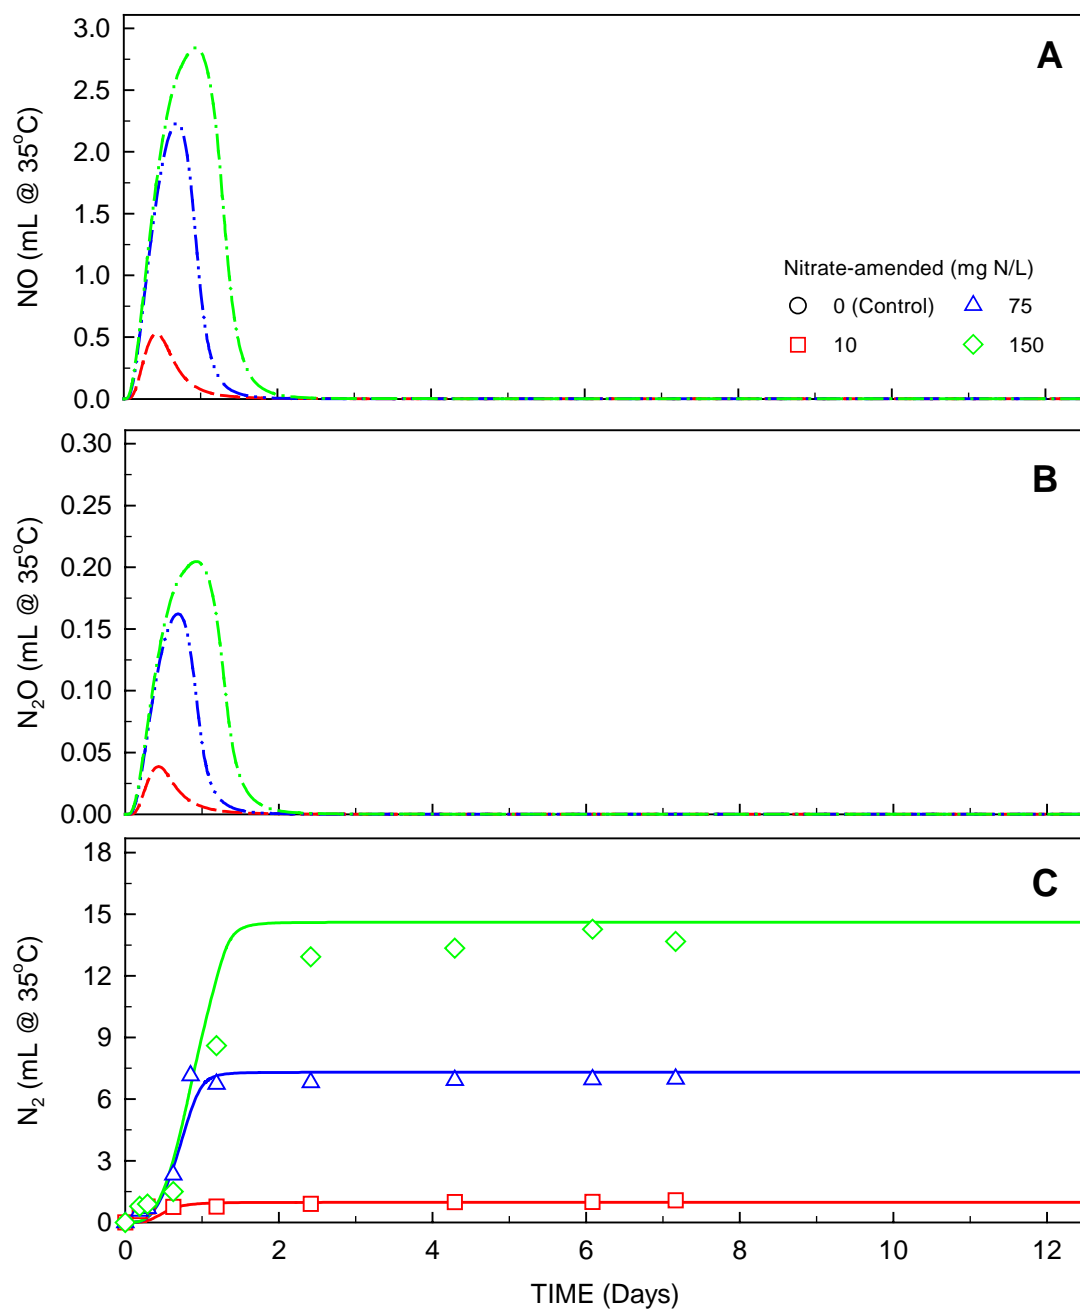 A
NO (mL @ 35°C)
3.0
2.5
2.0
1.5
1.0
0.5
0.0
Nitrate-amended (mg N/L)
0 (Control) 75
10 150
B
N₂O (mL @ 35°C)
0.30
0.25
0.20
0.15
0.10
0.05
0.00
C
N₂ (mL @ 35°C)
18
15
12
9
6
3
0
0 2 4 6 8 10 12
TIME (Days)